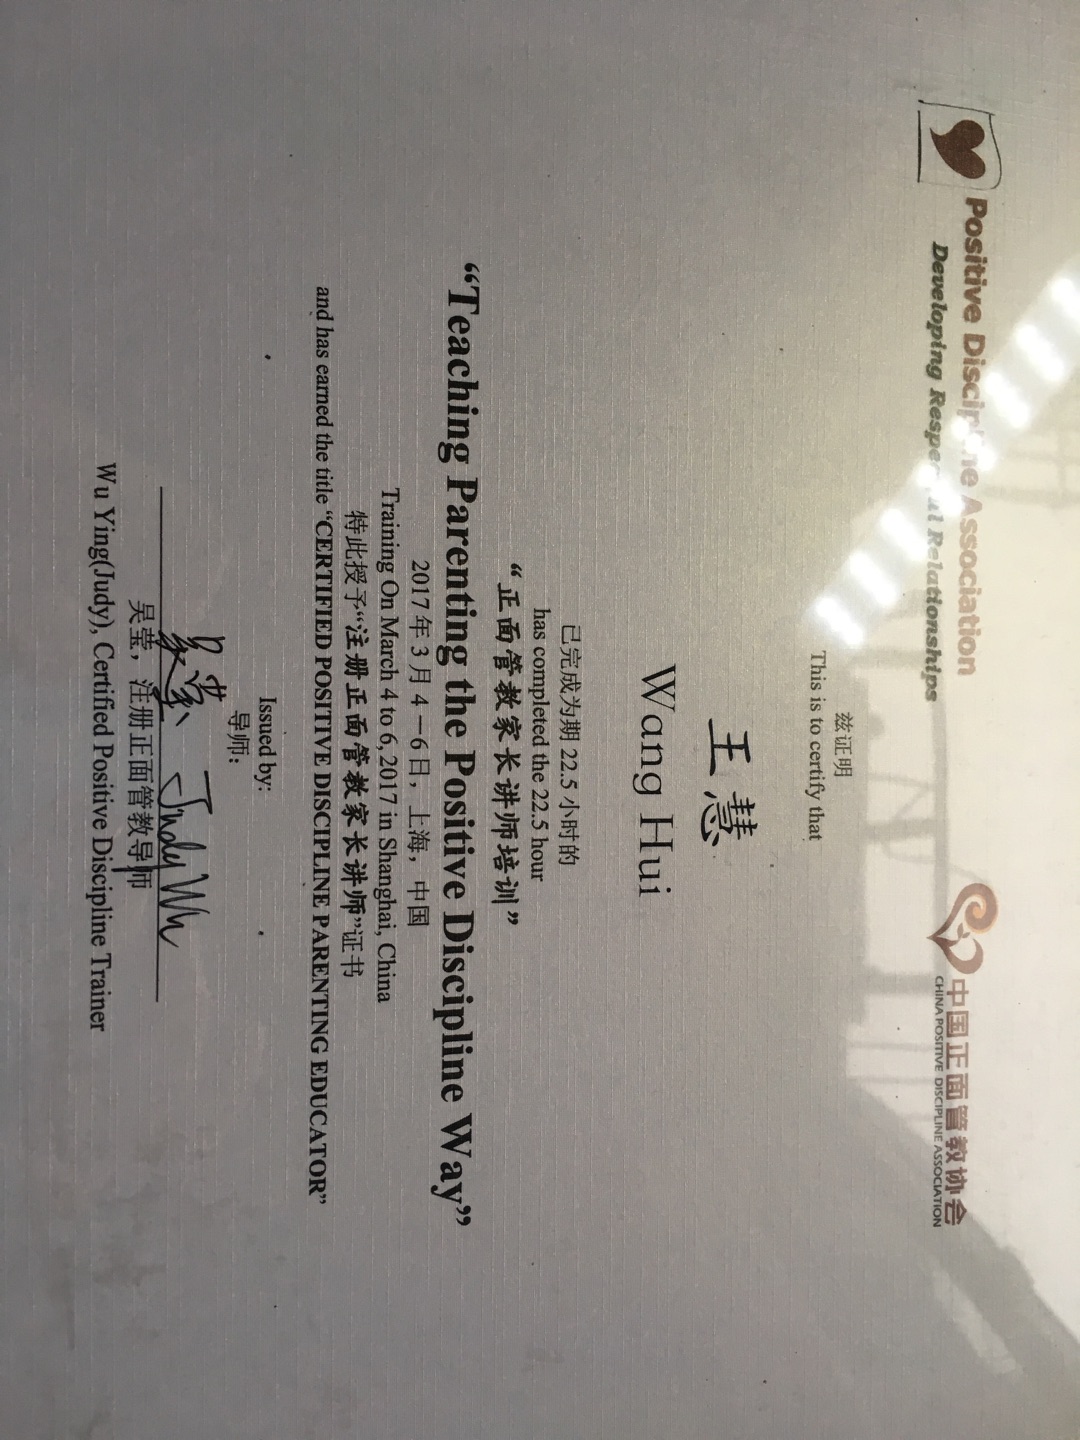 Positive Discipline Association
Developing Respectful Relationships
中国正面管教协会
CHINA POSITIVE DISCIPLINE ASSOCIATION
兹证明
This is to certify that
王慧
Wang Hui
已完成为期 22.5 小时的
has completed the 22.5 hour
“正面管教家长讲师培训”
“Teaching Parenting the Positive Discipline Way”
2017 年 3 月 4－6 日，上海，中国
Training On March 4 to 6, 2017 in Shanghai, China
特此授予“注册正面管教家长讲师”证书
and has earned the title “CERTIFIED POSITIVE DISCIPLINE PARENTING EDUCATOR”
Issued by:
导师：
吴莹 Judy Wu
吴莹，注册正面管教导师
Wu Ying(Judy), Certified Positive Discipline Trainer